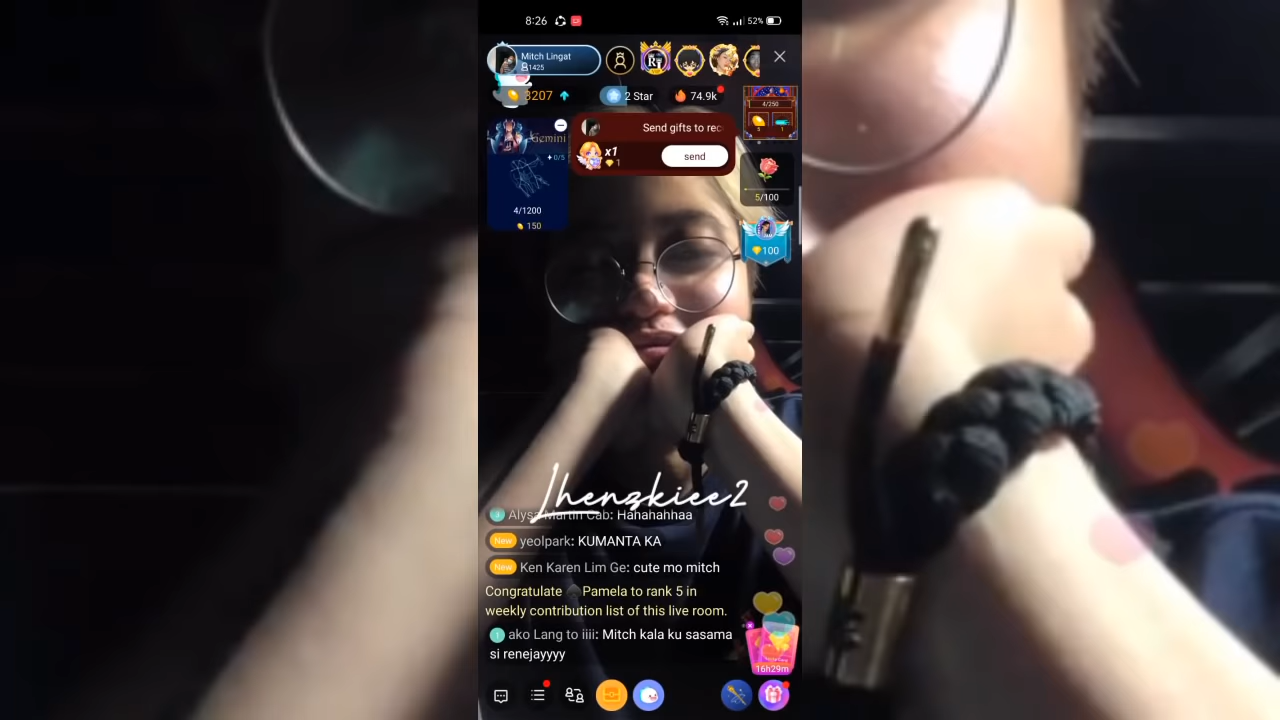 8:26
52%
Mitch Lingat
1425
3207
2 Star
74.9k
4/250
Gemini
0/5
4/1200
150
Send gifts to rec
x1
1
send
5/100
100
Lhenzkiee2
Alysa Martin Cab: Hahahahhaa
New yeolpark: KUMANTA KA
New Ken Karen Lim Ge: cute mo mitch
Congratulate Pamela to rank 5 in
weekly contribution list of this live room.
1 ako Lang to iiii: Mitch kala ku sasama
si renejayyyy
16h29m